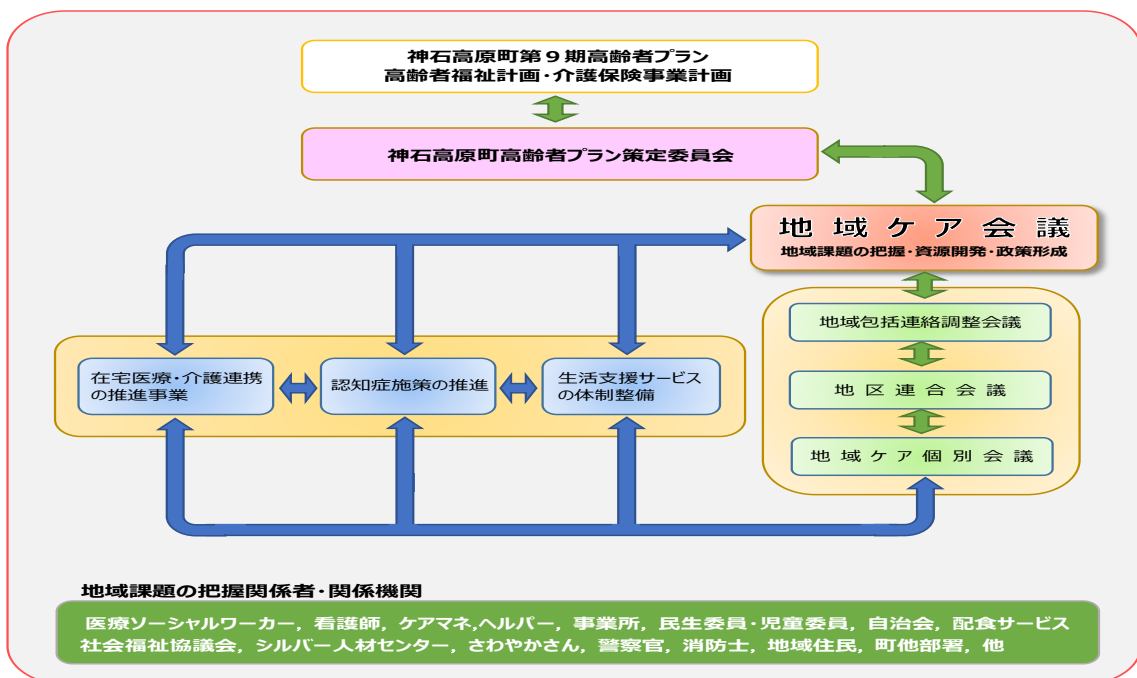 神石高原町第９期高齢者プラン
高齢者福祉計画・介護保険事業計画
神石高原町高齢者プラン策定委員会
地域ケア会議
地域課題の把握・資源開発・政策形成
地域包括連絡調整会議
在宅医療・介護連携
の推進事業
認知症施策の推進
生活支援サービス
の体制整備
地区連合会議
地域ケア個別会議
地域課題の把握関係者・関係機関
医療ソーシャルワーカー, 看護師, ケアマネ,ヘルパー, 事業所, 民生委員・児童委員, 自治会, 配食サービス
社会福祉協議会, シルバー人材センター, さわやかさん, 警察官, 消防士, 地域住民, 町他部署, 他